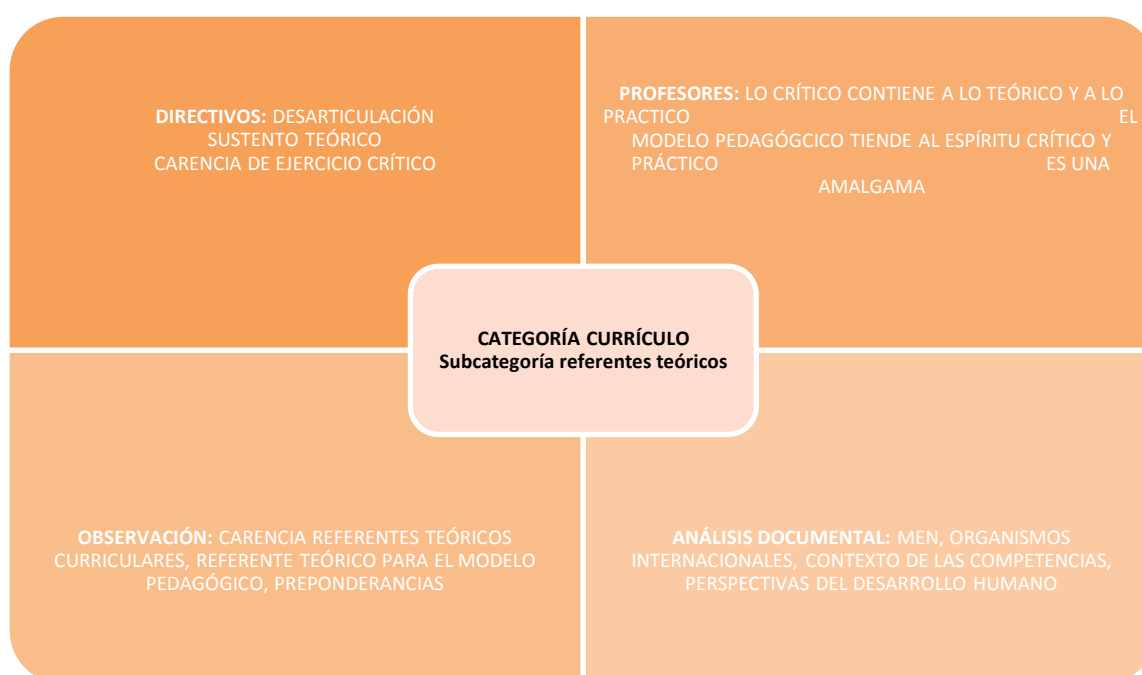 DIRECTIVOS: DESARTICULACIÓN
SUSTENTO TEÓRICO
CARENCIA DE EJERCICIO CRÍTICO
PROFESORES: LO CRÍTICO CONTIENE A LO TEÓRICO Y A LO
PRACTICO EL
MODELO PEDAGÓGCICO TIENDE AL ESPÍRITU CRÍTICO Y
PRÁCTICO ES UNA
AMALGAMA
CATEGORÍA CURRÍCULO
Subcategoría referentes teóricos
OBSERVACIÓN: CARENCIA REFERENTES TEÓRICOS
CURRICULARES, REFERENTE TEÓRICO PARA EL MODELO
PEDAGÓGICO, PREPONDERANCIAS
ANÁLISIS DOCUMENTAL: MEN, ORGANISMOS
INTERNACIONALES, CONTEXTO DE LAS COMPETENCIAS,
PERSPECTIVAS DEL DESARROLLO HUMANO